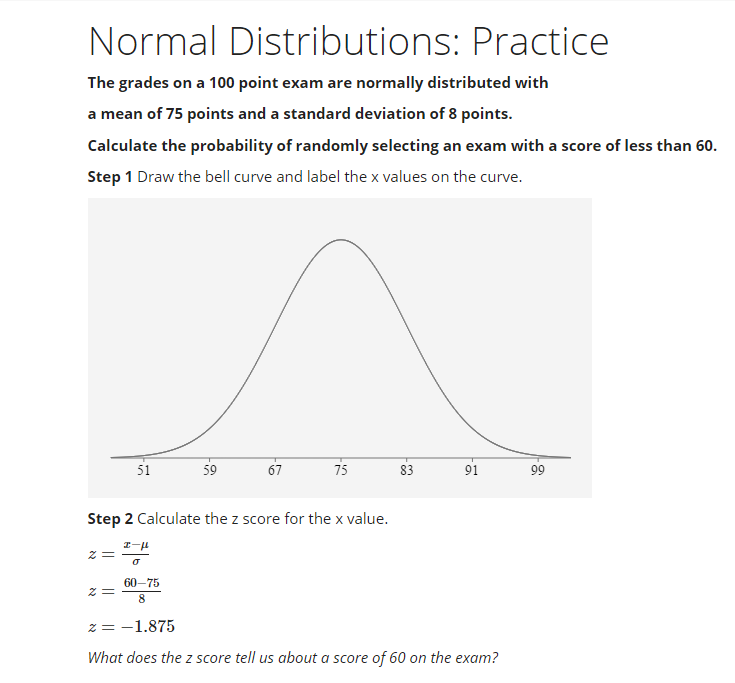 Normal Distributions: Practice
The grades on a 100 point exam are normally distributed with
a mean of 75 points and a standard deviation of 8 points.
Calculate the probability of randomly selecting an exam with a score of less than 60.
Step 1 Draw the bell curve and label the x values on the curve.
51 59 67 75 83 91 99
Step 2 Calculate the z score for the x value.
z = \frac{x-μ}{σ}
z = \frac{60-75}{8}
z = −1.875
What does the z score tell us about a score of 60 on the exam?